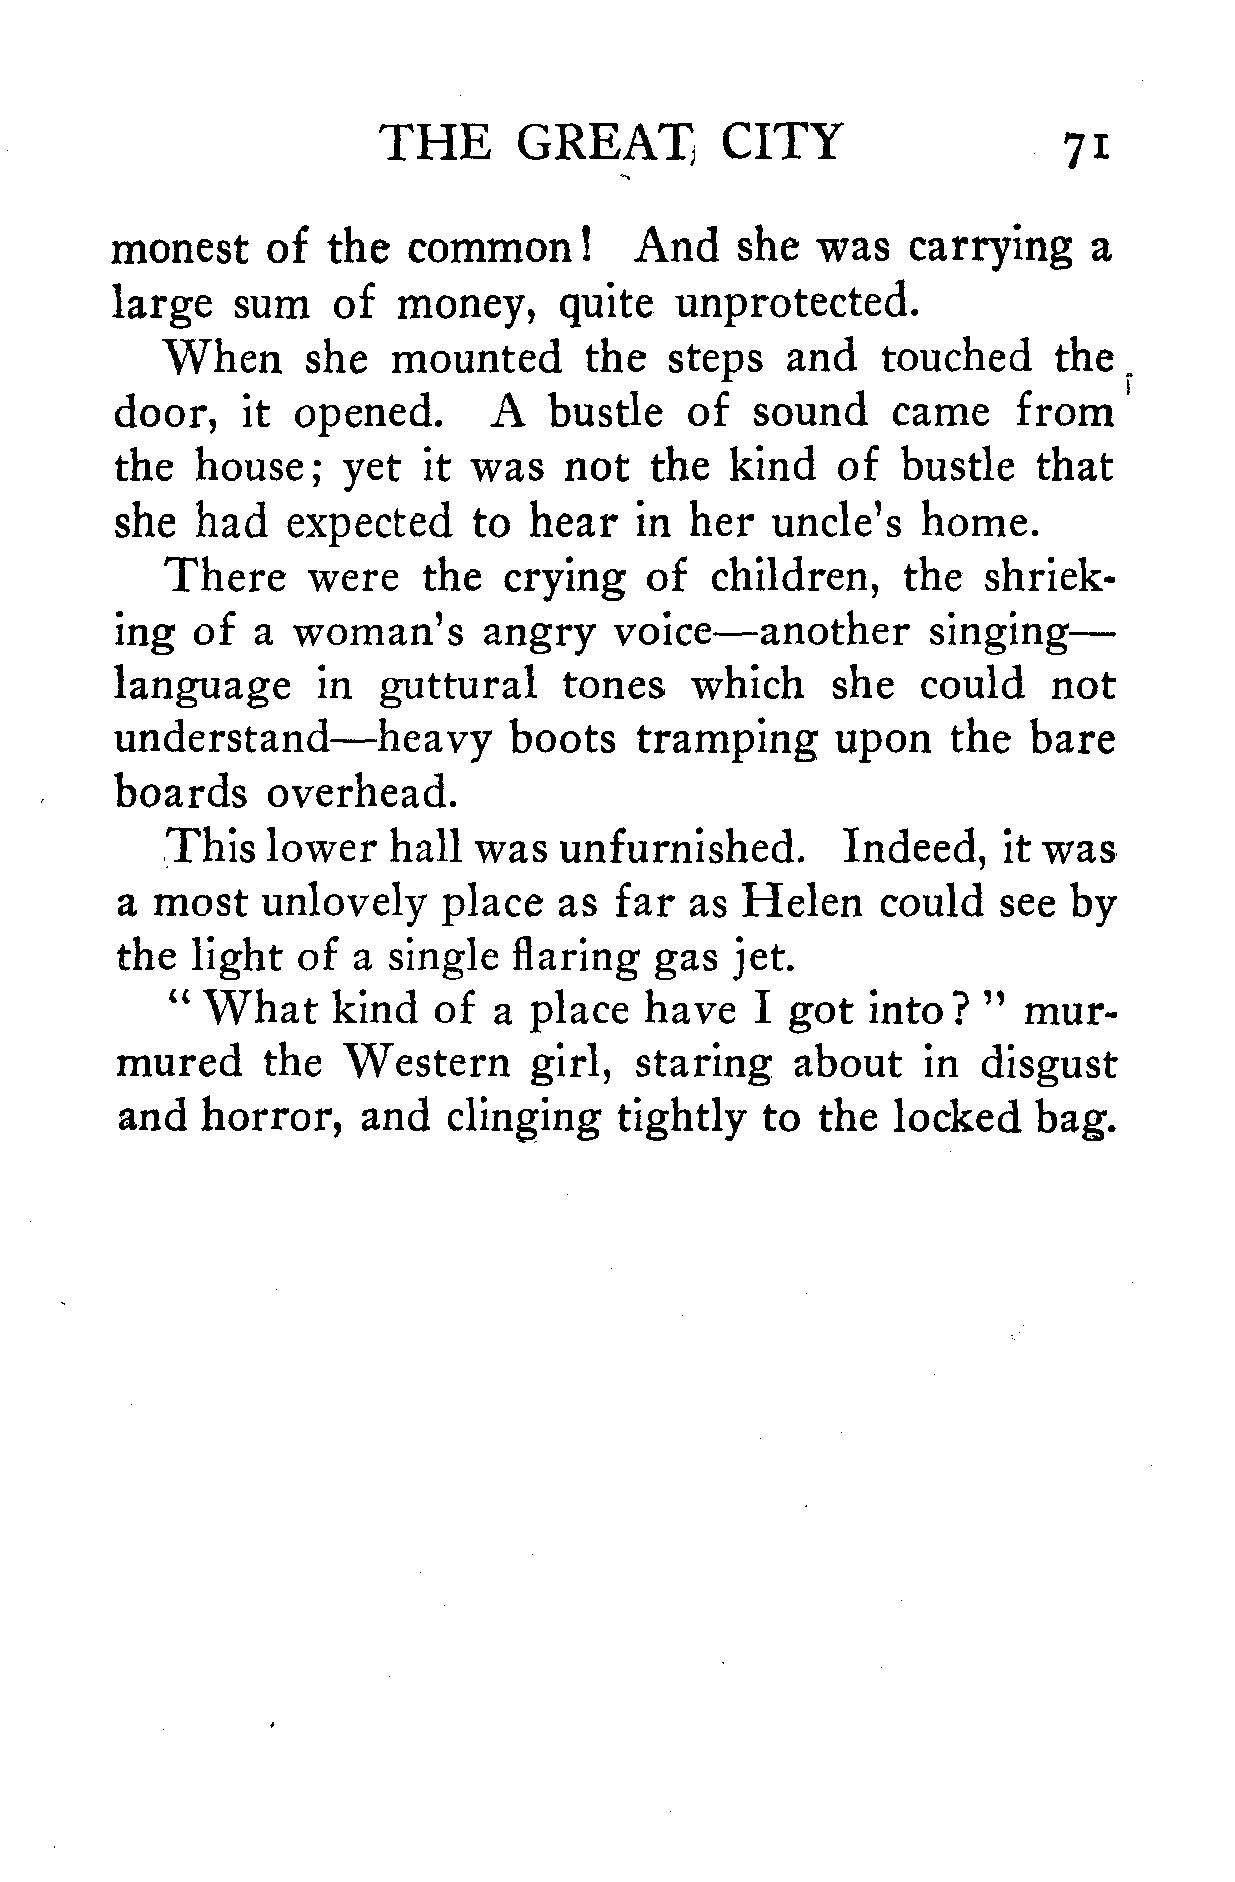 THE GREAT CITY 71
monest of the common! And she was carrying a
large sum of money, quite unprotected.
When she mounted the steps and touched the
door, it opened. A bustle of sound came from
the house; yet it was not the kind of bustle that
she had expected to hear in her uncle's home.
There were the crying of children, the shriek-
ing of a woman's angry voice—another singing—
language in guttural tones which she could not
understand—heavy boots tramping upon the bare
boards overhead.
This lower hall was unfurnished. Indeed, it was
a most unlovely place as far as Helen could see by
the light of a single flaring gas jet.
"What kind of a place have I got into?" mur-
mured the Western girl, staring about in disgust
and horror, and clinging tightly to the locked bag.